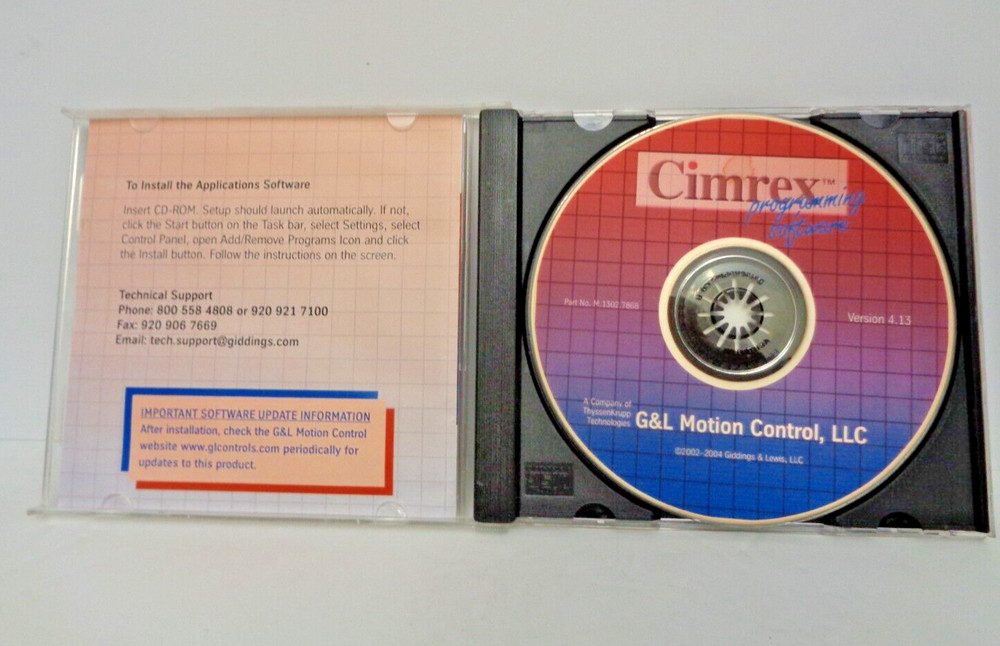 To Install the Applications Software
Insert CD-ROM. Setup should launch automatically. If not,
click the Start button on the Task bar, select Settings, select
Control Panel, open Add/Remove Programs Icon and click
the Install button. Follow the instructions on the screen.
Technical Support
Phone: 800 558 4808 or 920 921 7100
Fax: 920 906 7669
Email: tech.support@giddings.com
IMPORTANT SOFTWARE UPDATE INFORMATION
After installation, check the G&L Motion Control
website www.glcontrols.com periodically for
updates to this product.
Cimrex™
programming
software
Part No. M.1302.7868
Version 4.13
A Company of
ThyssenKrupp
Technologies
G&L Motion Control, LLC
©2002-2004 Giddings & Lewis, LLC